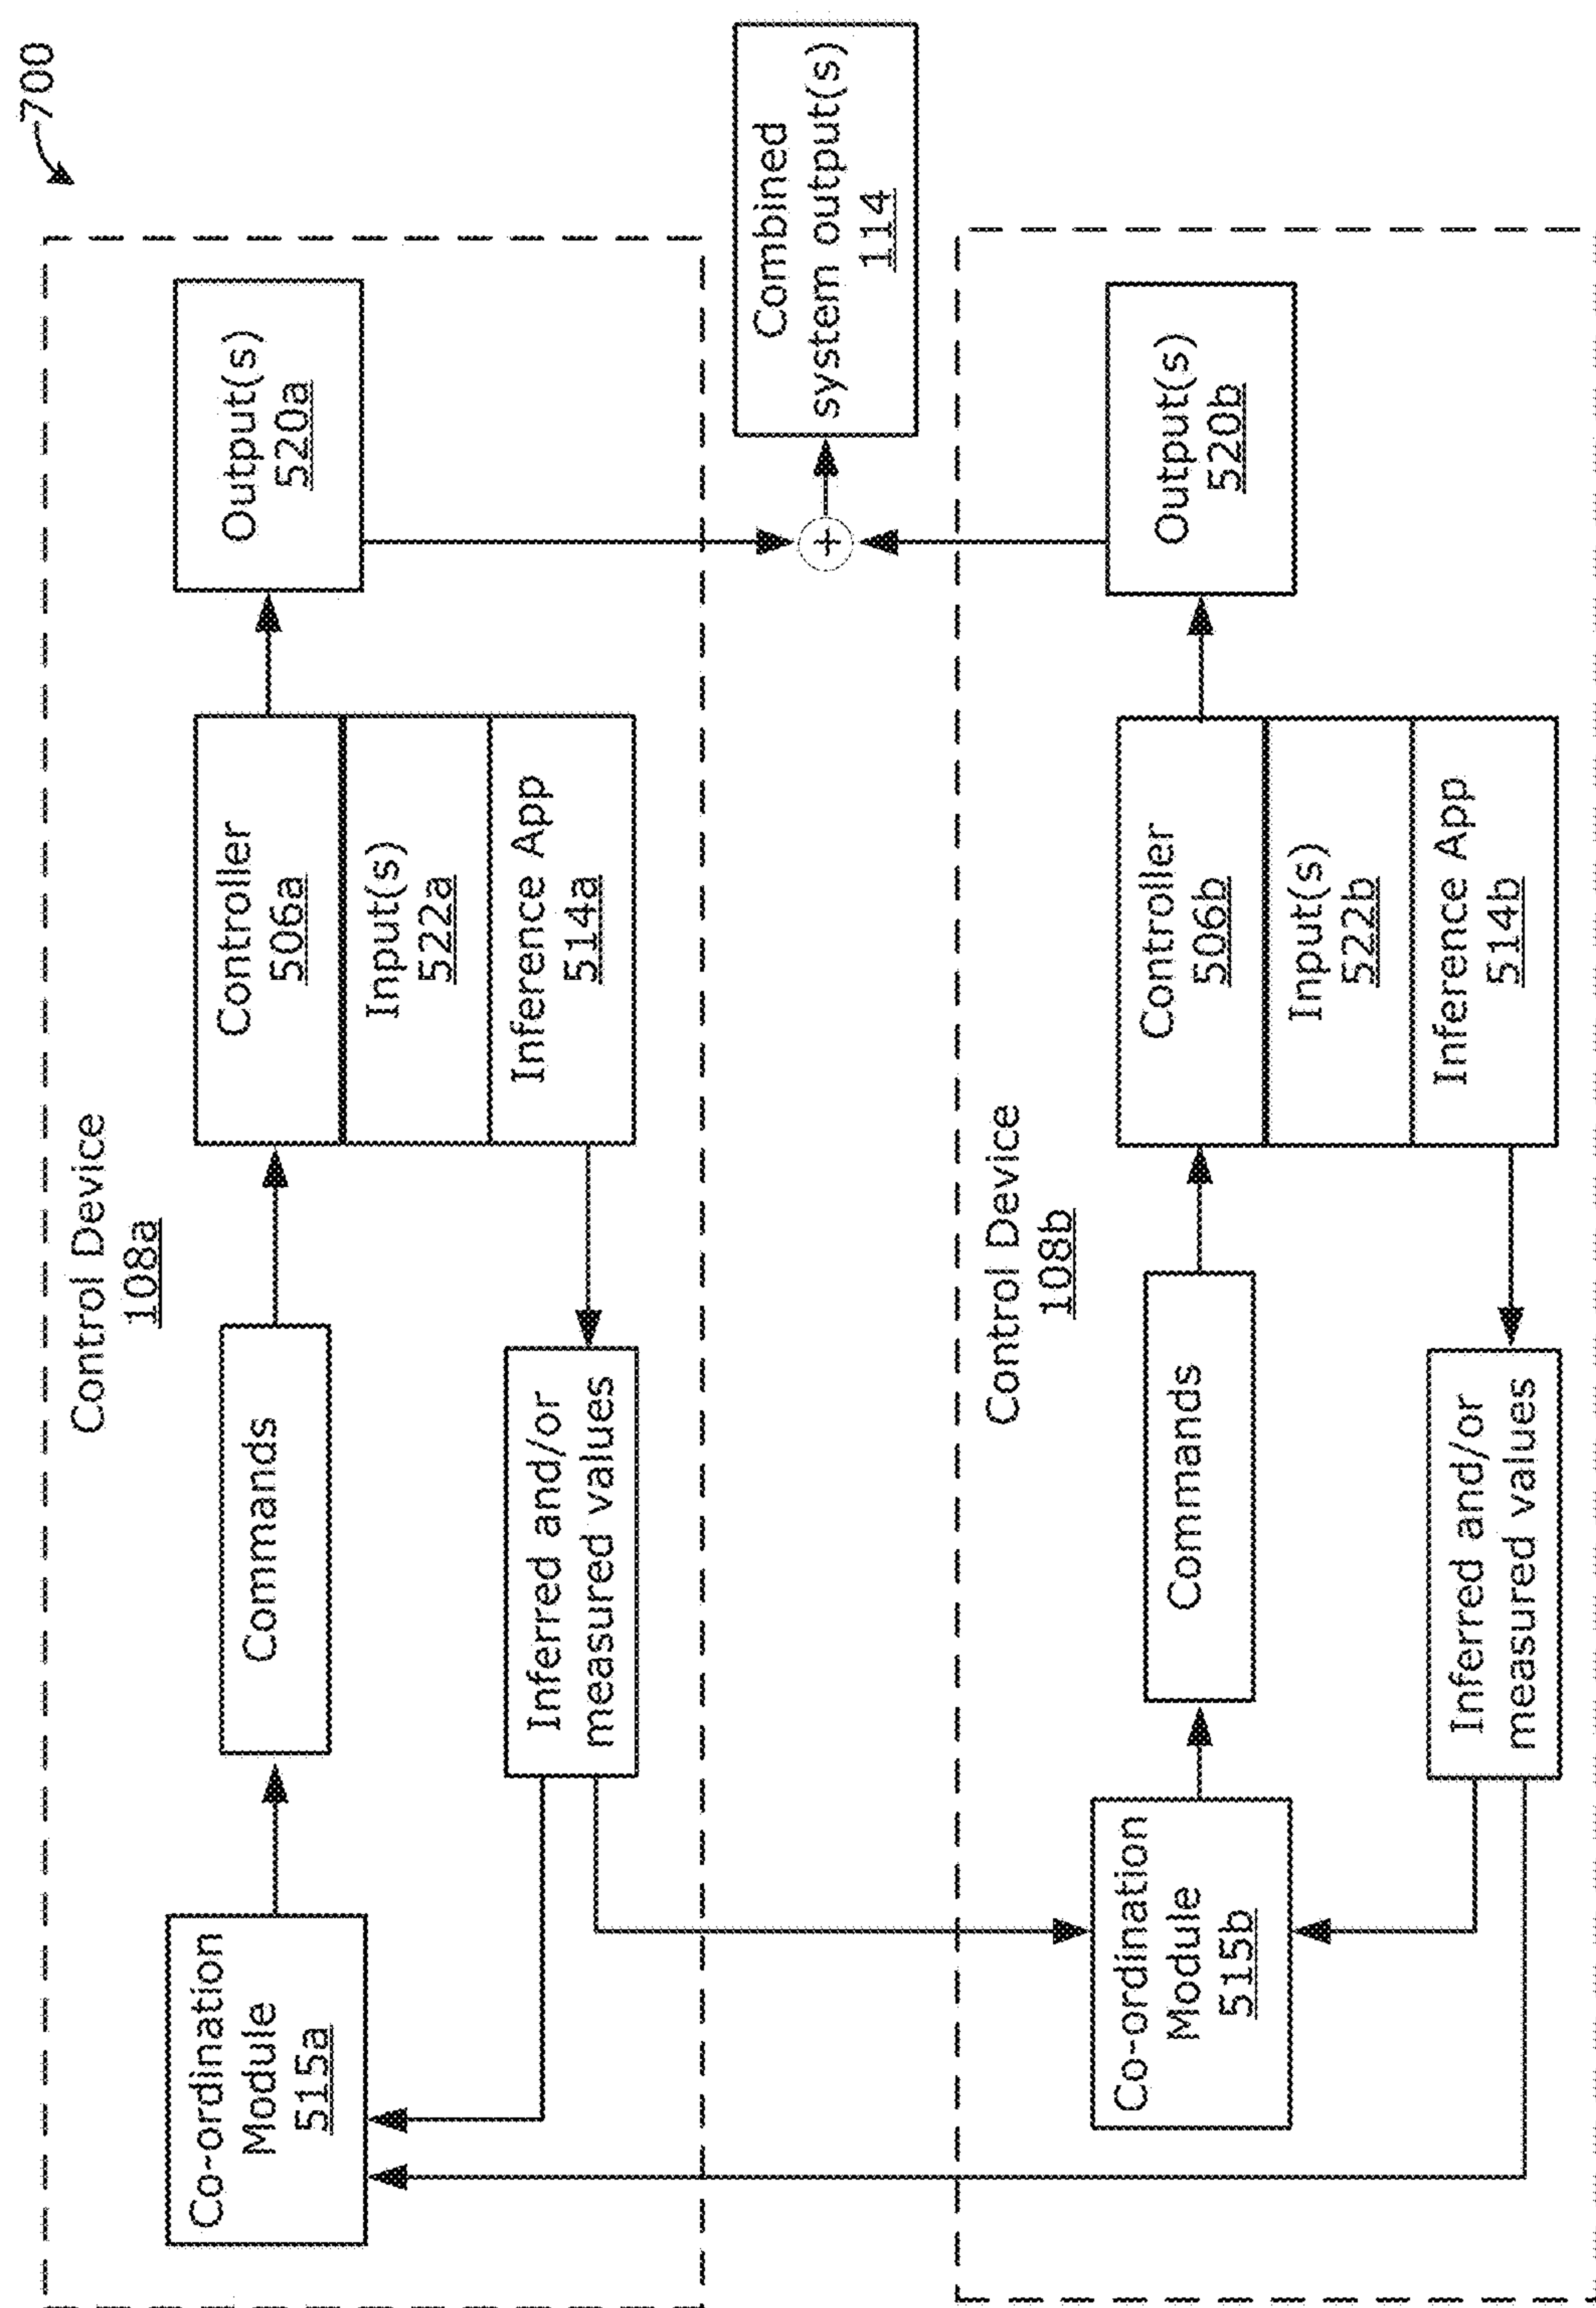 700
Control Device
108a
Co-ordination
Module
515a
Commands
Controller
506a
Output(s)
520a
Input(s)
522a
Inferred and/or
measured values
Inference App
514a
Combined
system output(s)
114
+
Control Device
108b
Co-ordination
Module
515b
Commands
Controller
506b
Output(s)
520b
Input(s)
522b
Inferred and/or
measured values
Inference App
514b